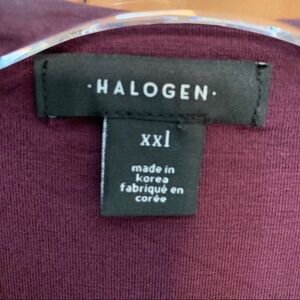 ·HALOGEN·
xxl
made in
korea
fabriqué en
corée